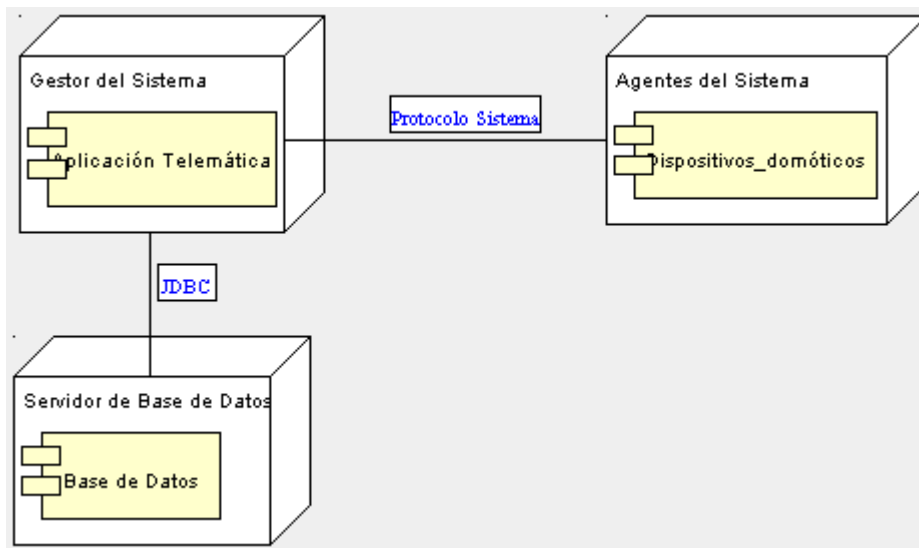 Gestor del Sistema
Aplicación Telemática
Protocolo Sistema
Agentes del Sistema
Dispositivos_domóticos
JDBC
Servidor de Base de Datos
Base de Datos